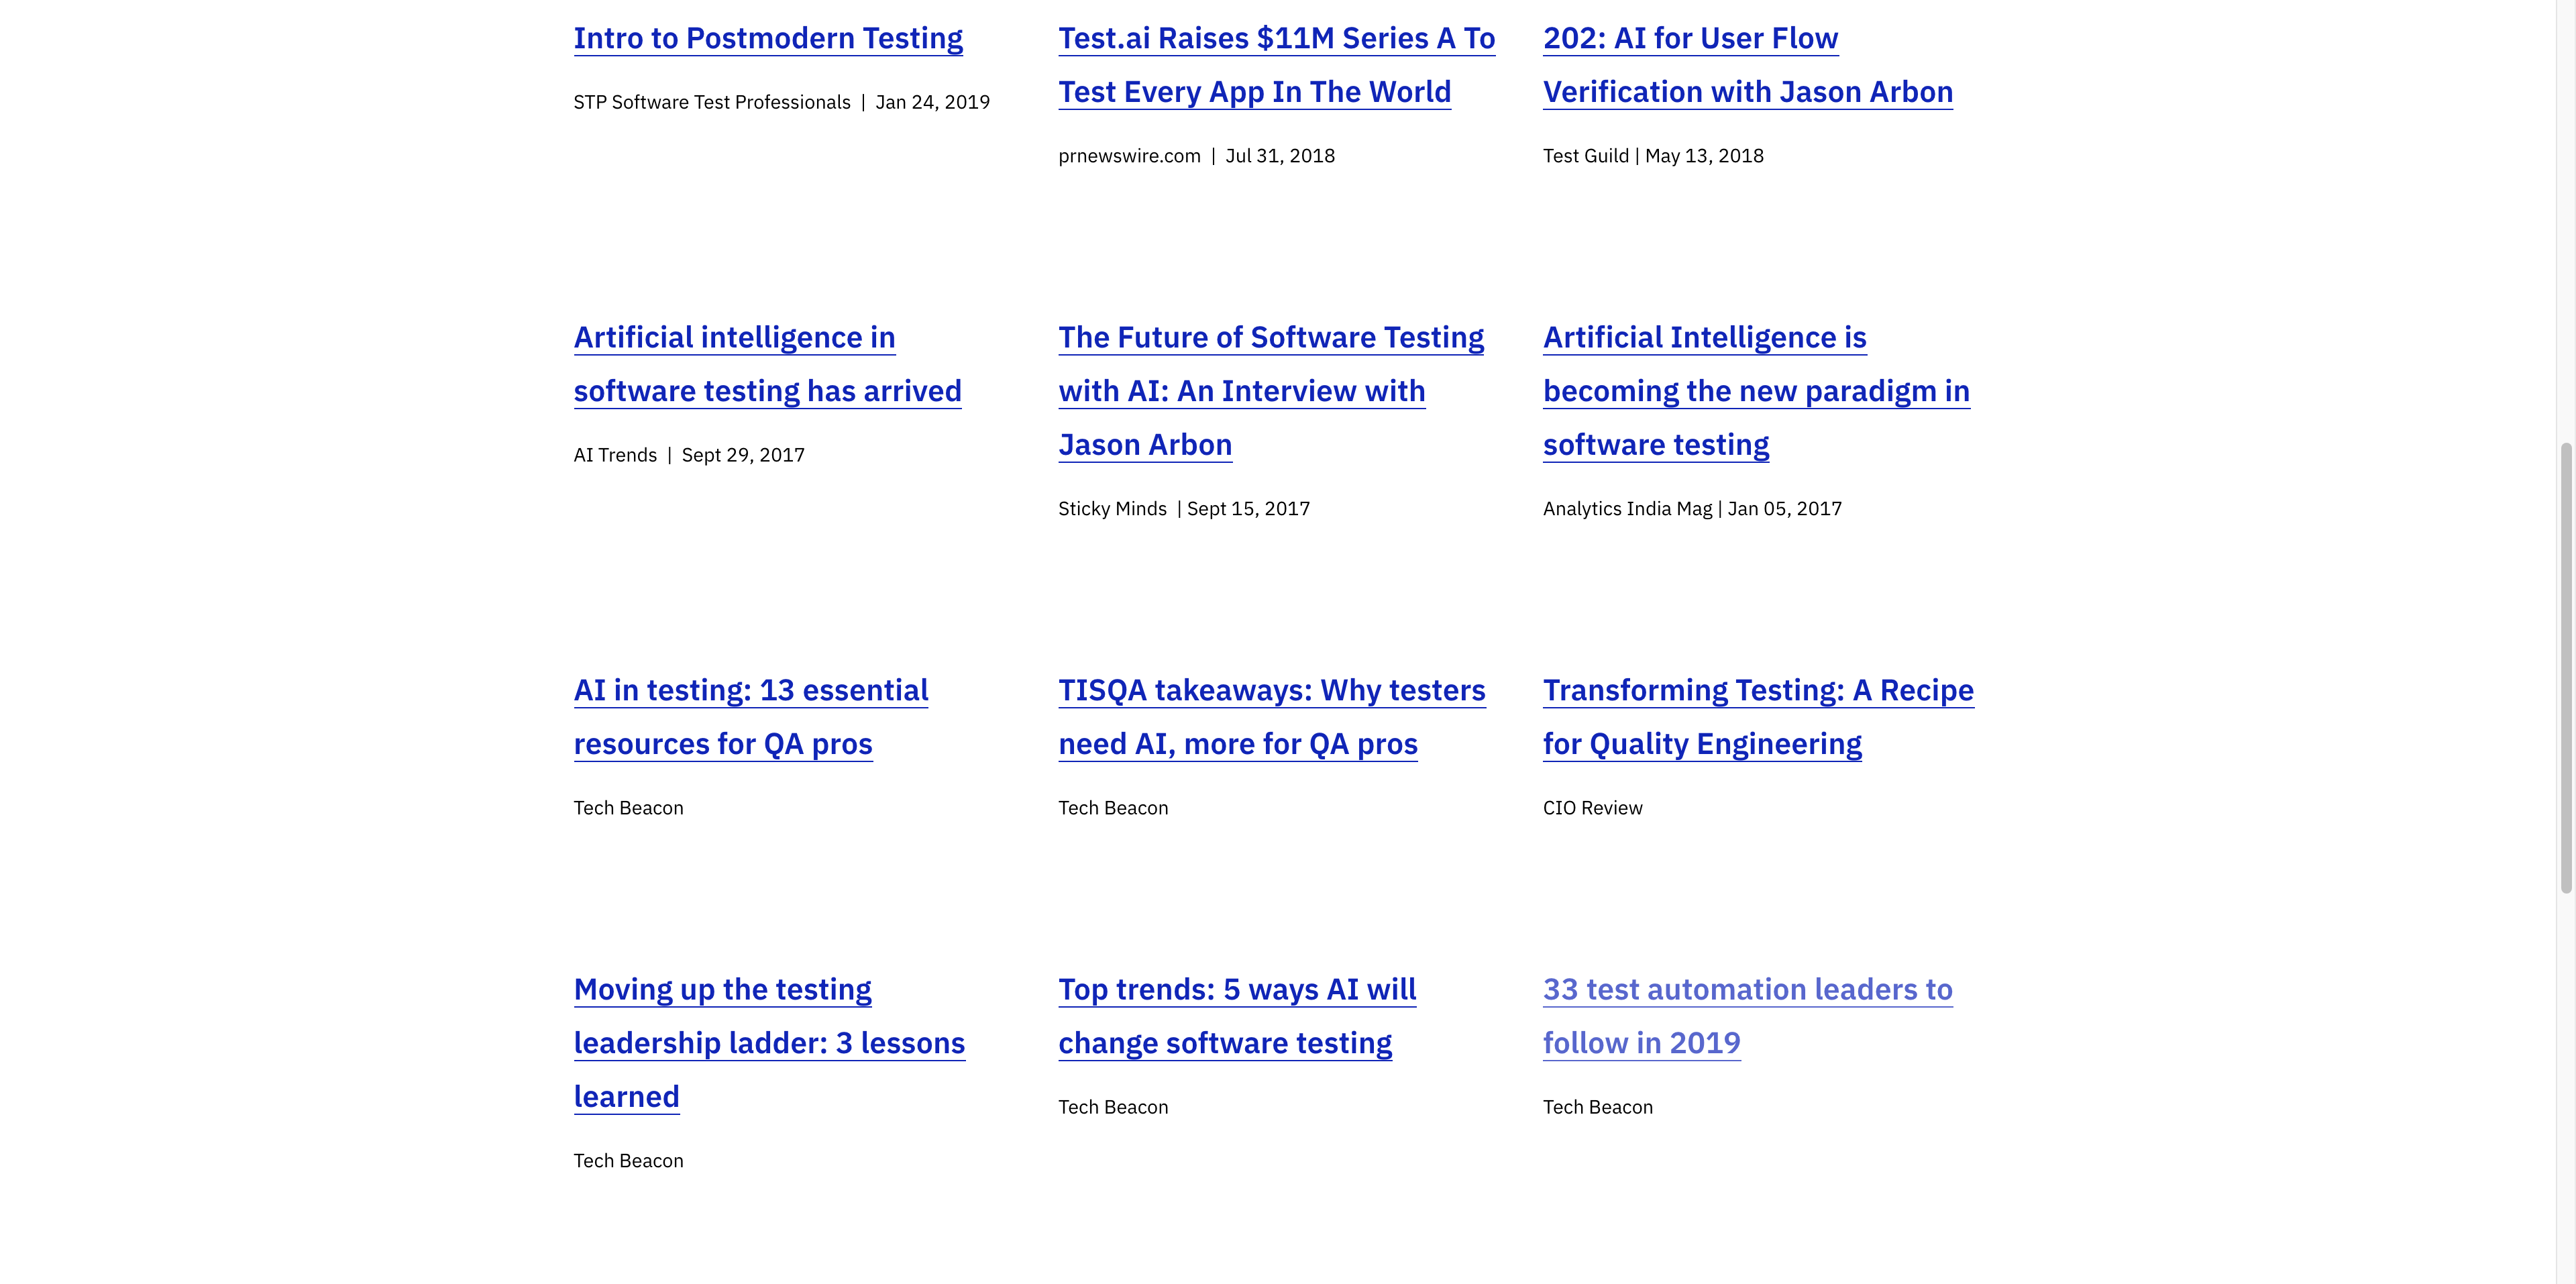 Intro to Postmodern Testing
STP Software Test Professionals | Jan 24, 2019
Test.ai Raises $11M Series A To
Test Every App In The World
prnewswire.com | Jul 31, 2018
202: AI for User Flow
Verification with Jason Arbon
Test Guild | May 13, 2018
Artificial intelligence in
software testing has arrived
AI Trends | Sept 29, 2017
The Future of Software Testing
with AI: An Interview with
Jason Arbon
Sticky Minds | Sept 15, 2017
Artificial Intelligence is
becoming the new paradigm in
software testing
Analytics India Mag | Jan 05, 2017
AI in testing: 13 essential
resources for QA pros
Tech Beacon
TISQA takeaways: Why testers
need AI, more for QA pros
Tech Beacon
Transforming Testing: A Recipe
for Quality Engineering
CIO Review
Moving up the testing
leadership ladder: 3 lessons
learned
Tech Beacon
Top trends: 5 ways AI will
change software testing
Tech Beacon
33 test automation leaders to
follow in 2019
Tech Beacon